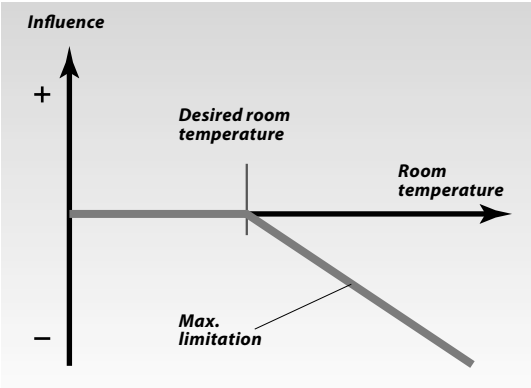 Influence
+
Desired room
temperature
Room
temperature
Max.
limitation
–